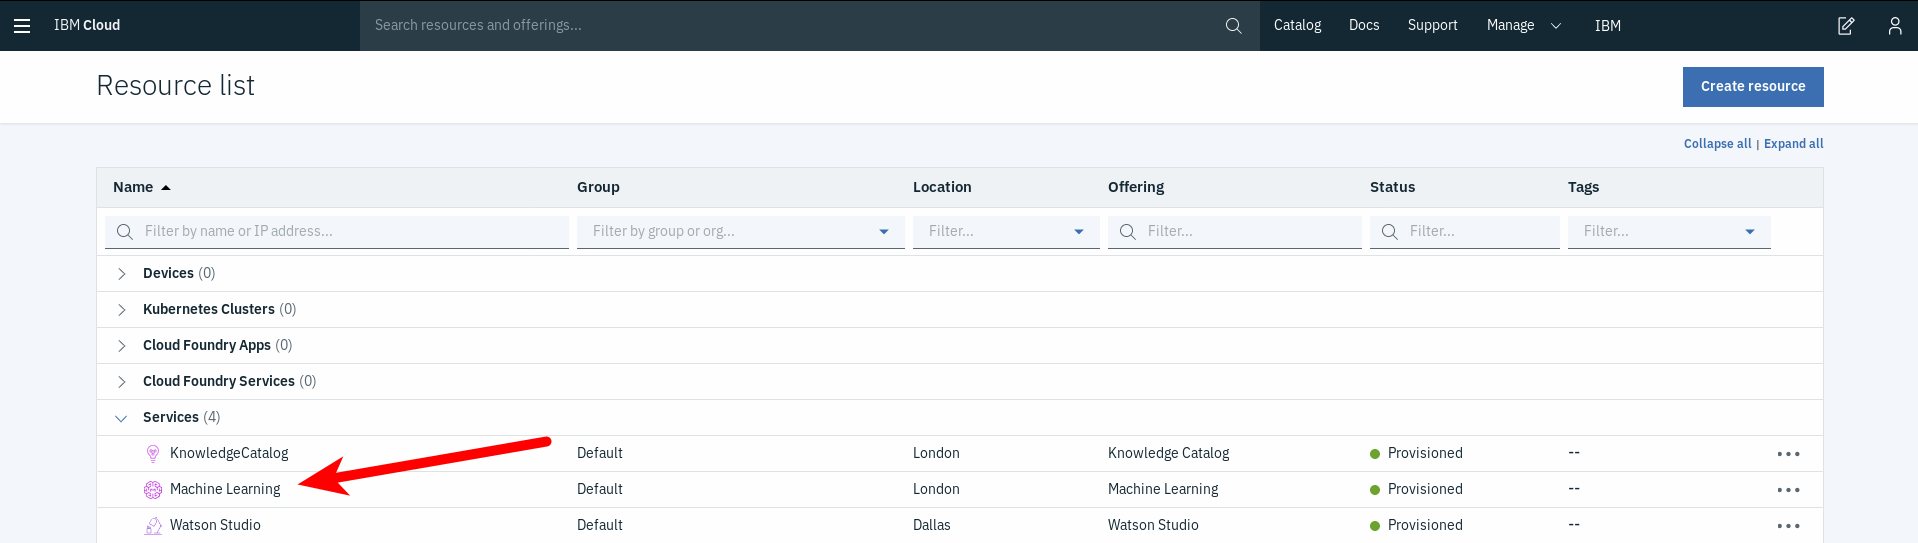 IBM Cloud Search resources and offerings... Catalog Docs Support Manage IBM
Resource list Create resource
Collapse all | Expand all
Name Group Location Offering Status Tags
Filter by name or IP address... Filter by group or org... Filter... Filter... Filter... Filter...
Devices (0)
Kubernetes Clusters (0)
Cloud Foundry Apps (0)
Cloud Foundry Services (0)
Services (4)
KnowledgeCatalog Default London Knowledge Catalog Provisioned --
Machine Learning Default London Machine Learning Provisioned --
Watson Studio Default Dallas Watson Studio Provisioned --